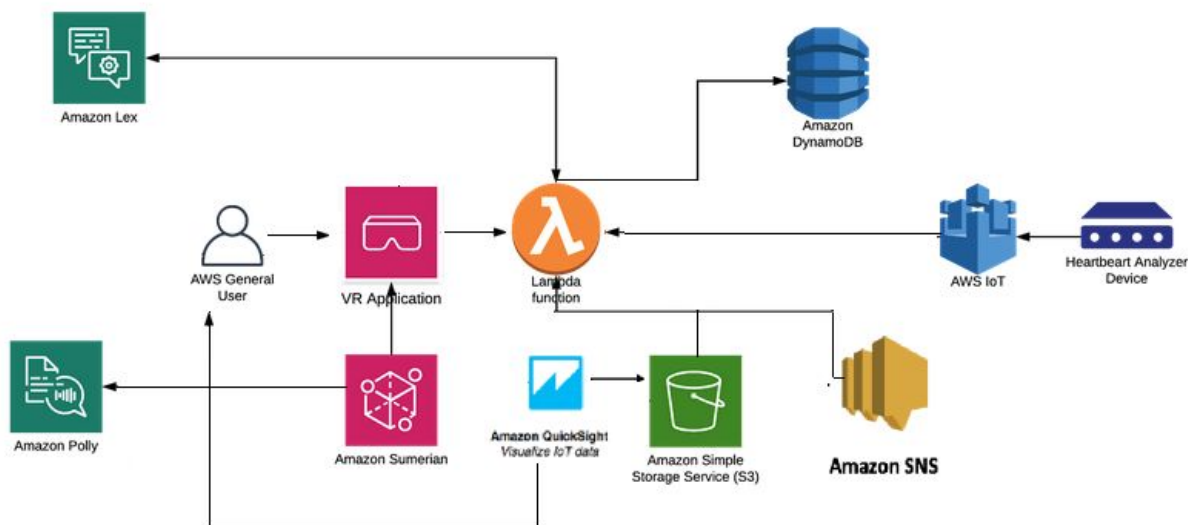 Amazon Lex
Amazon
DynamoDB
AWS General
User
VR Application
Lambda
function
AWS IoT
Heartbeart Analyzer
Device
Amazon Polly
Amazon Sumerian
Amazon QuickSight
Visualize IoT data
Amazon Simple
Storage Service (S3)
Amazon SNS